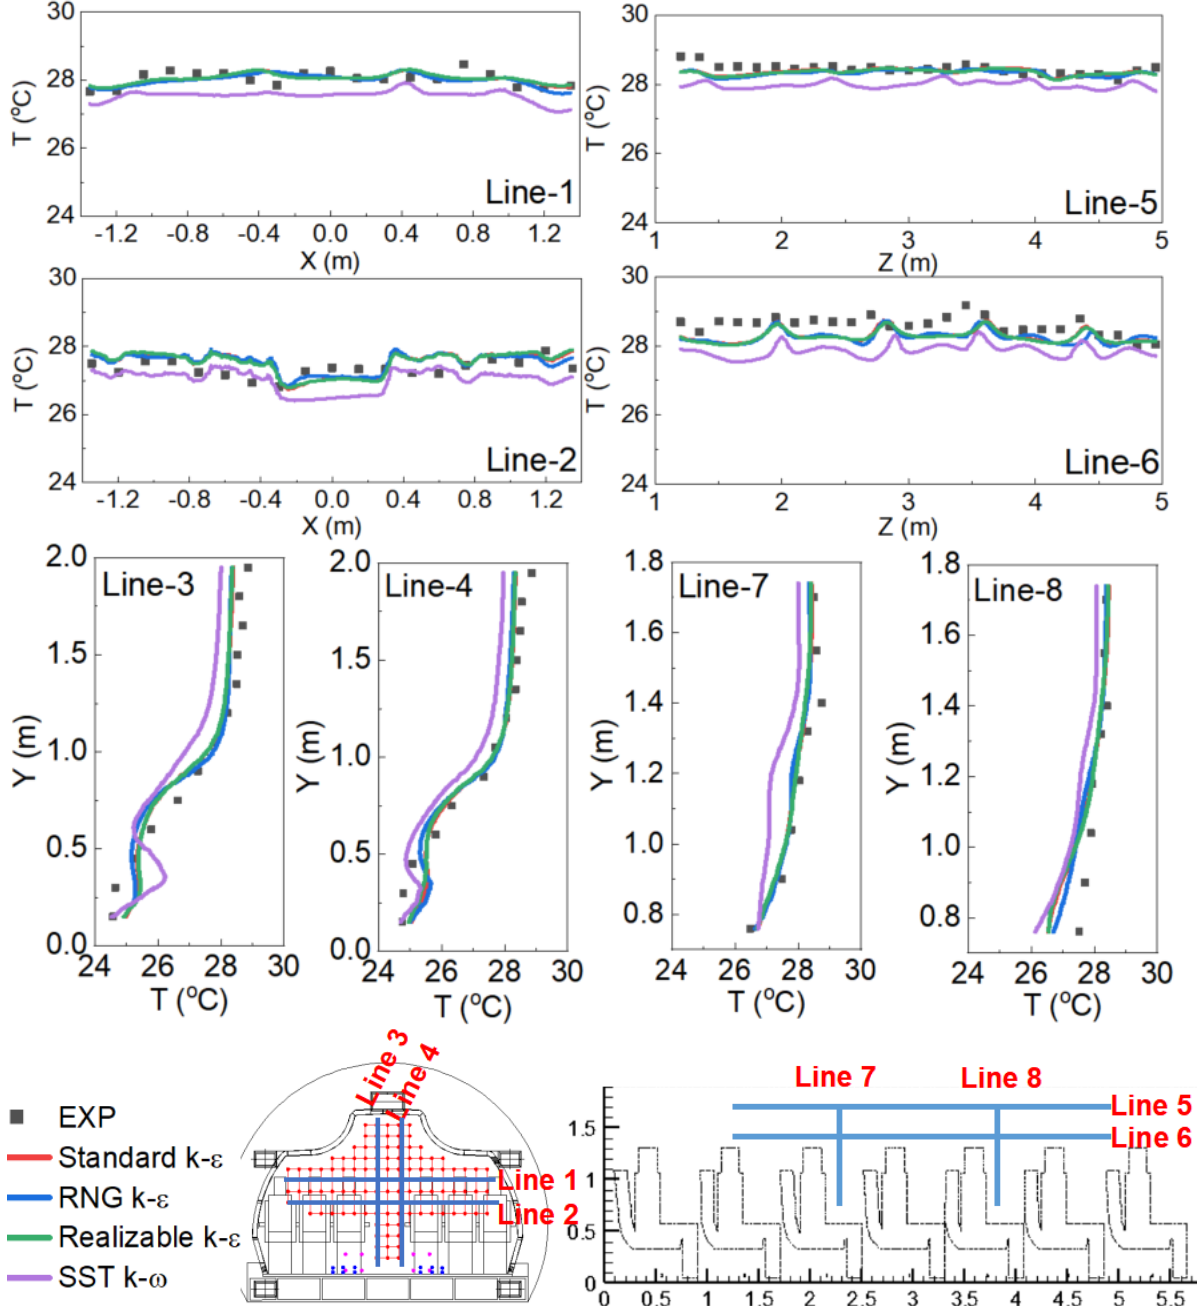 30
28
26
24
T (°C)
-1.2 -0.8 -0.4 0.0 0.4 0.8 1.2
X (m)
Line-1
30
28
26
24
T (°C)
1 2 3 4 5
Z (m)
Line-5
30
28
26
24
T (°C)
-1.2 -0.8 -0.4 0.0 0.4 0.8 1.2
X (m)
Line-2
30
28
26
24
T (°C)
1 2 3 4 5
Z (m)
Line-6
2.0
1.5
1.0
0.5
0.0
Y (m)
24 26 28 30
T (°C)
Line-3
2.0
1.5
1.0
0.5
0.0
Y (m)
24 26 28 30
T (°C)
Line-4
1.8
1.6
1.4
1.2
1.0
0.8
Y (m)
24 26 28 30
T (°C)
Line-7
1.8
1.6
1.4
1.2
1.0
0.8
Y (m)
24 26 28 30
T (°C)
Line-8
EXP
Standard k-ε
RNG k-ε
Realizable k-ε
SST k-ω
Line 3
Line 4
Line 1
Line 2
Line 7
Line 8
Line 5
Line 6
1.5
1
0.5
0
0 0.5 1 1.5 2 2.5 3 3.5 4 4.5 5 5.5